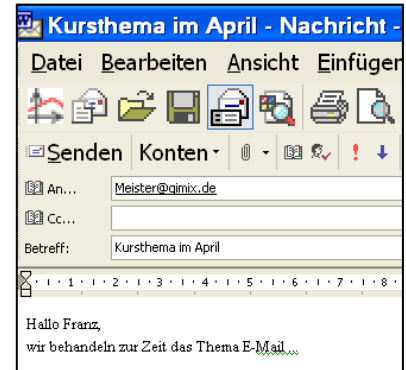 Kursthema im April - Nachricht -
Datei Bearbeiten Ansicht Einfügen
Senden Konten
An... Meister@qimix.de
Cc...
Betreff: Kursthema im April
1 2 3 4 5 6 7 8
Hallo Franz,
wir behandeln zur Zeit das Thema E-Mail ...